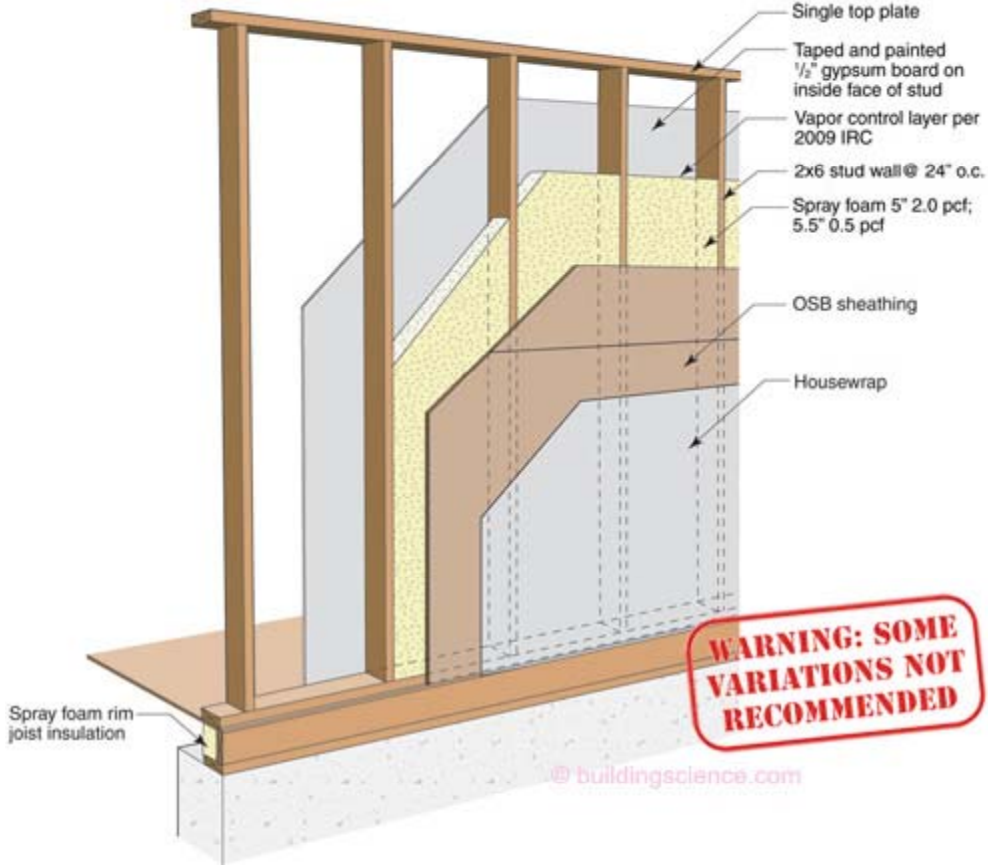 Single top plate
Taped and painted
1/2" gypsum board on
inside face of stud
Vapor control layer per
2009 IRC
2x6 stud wall@ 24" o.c.
Spray foam 5" 2.0 pcf;
5.5" 0.5 pcf
OSB sheathing
Housewrap
WARNING: SOME
VARIATIONS NOT
RECOMMENDED
Spray foam rim
joist insulation
© buildingscience.com